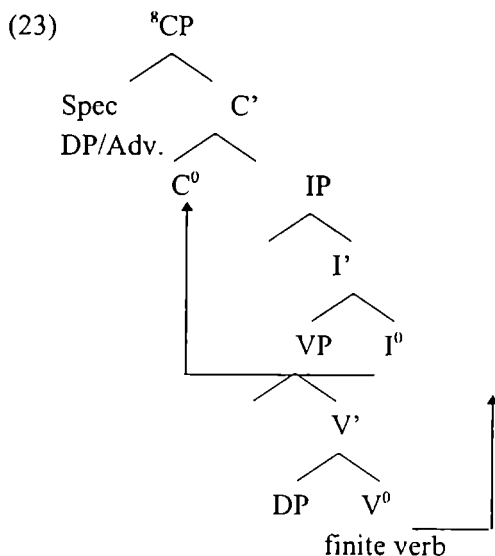 (23) ⁸CP
Spec C’
DP/Adv.
C⁰ IP
I’
VP I⁰
V’
DP V⁰
finite verb